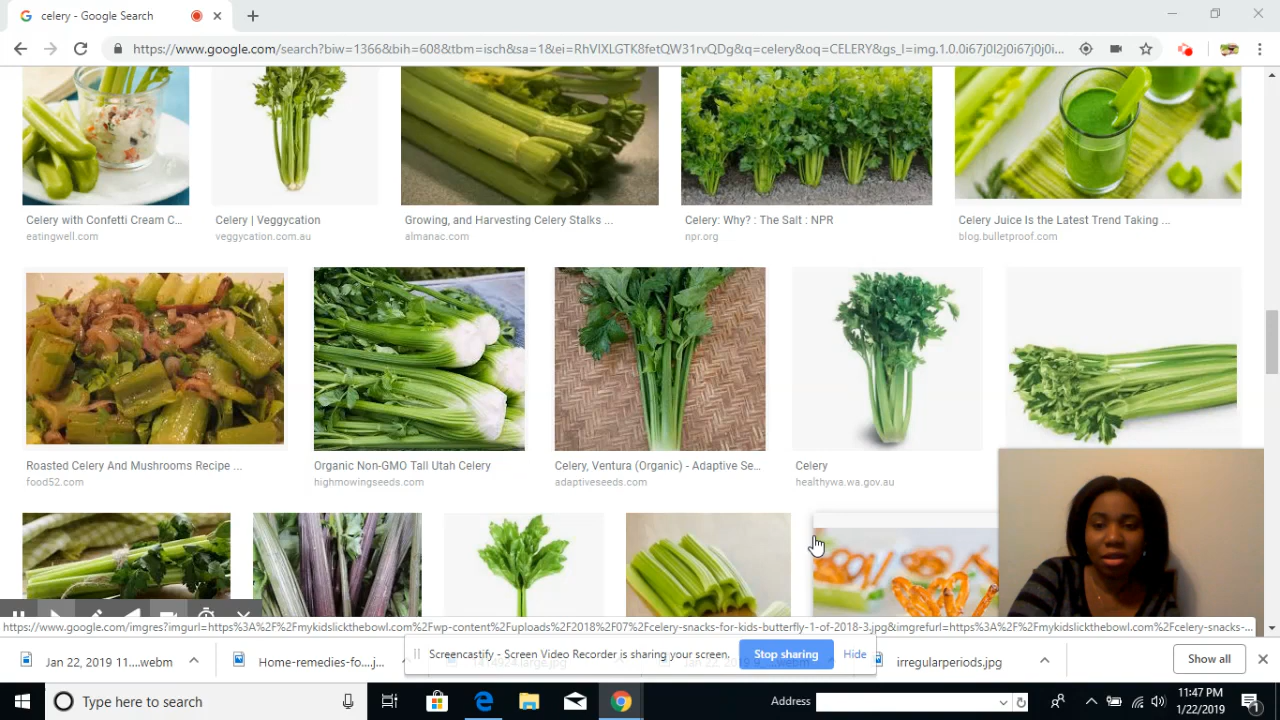 celery - Google Search
https://www.google.com/search?biw=1366&bih=608&tbm=isch&sa=1&ei=RhVIXLGTK8fetQW31rvQDg&q=celery&oq=CELERY&gs_l=img.1.0.0i67j0l2j0i67j0j0i...
Celery with Confetti Cream C...
eatingwell.com
Celery | Veggycation
veggycation.com.au
Growing, and Harvesting Celery Stalks ...
almanac.com
Celery: Why? : The Salt : NPR
npr.org
Celery Juice Is the Latest Trend Taking ...
blog.bulletproof.com
Roasted Celery And Mushrooms Recipe ...
food52.com
Organic Non-GMO Tall Utah Celery
highmowingseeds.com
Celery, Ventura (Organic) - Adaptive Se...
adaptiveseeds.com
Celery
healthywa.wa.gov.au
https://www.google.com/imgres?imgurl=https%3A%2F%2Fmykidslickthebowl.com%2Fwp-content%2Fuploads%2F2018%2F07%2Fcelery-snacks-for-kids-butterfly-1-of-2018-3.jpg&imgrefurl=https%3A%2F%2Fmykidslickthebowl.com%2Fcelery-snacks-...
Jan 22, 2019 11....webm
Home-remedies-fo....jpg
Screencastify - Screen Video Recorder is sharing your screen.
Stop sharing
Hide
irregularperiods.jpg
Show all
Type here to search
Address
11:47 PM
1/22/2019
1